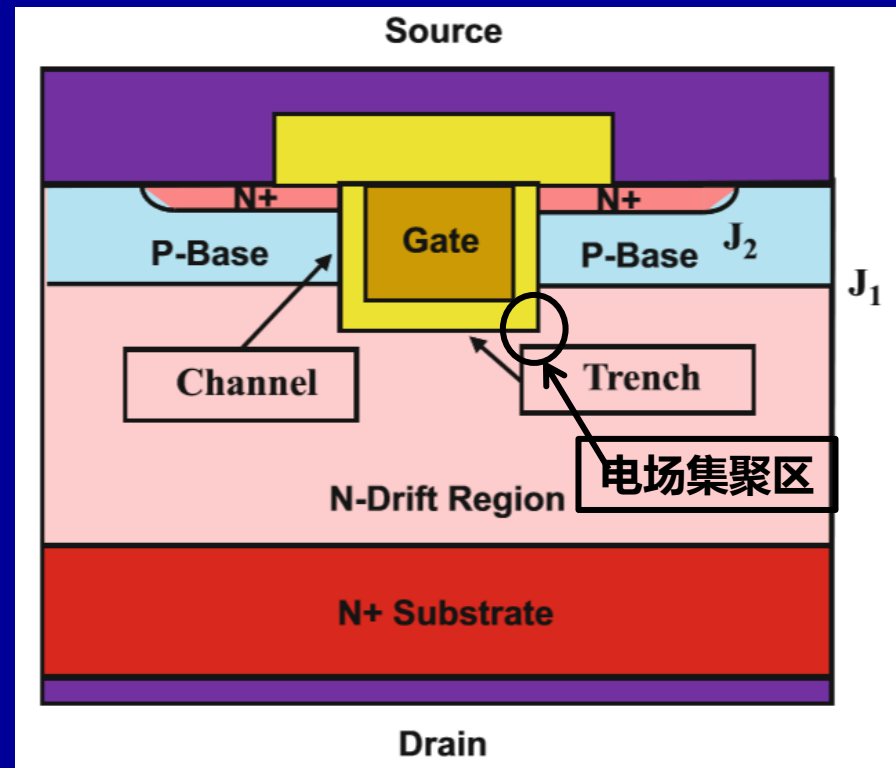 Source
N+
N+
P-Base
Gate
P-Base
J2
J1
Channel
Trench
电场集聚区
N-Drift Region
N+ Substrate
Drain